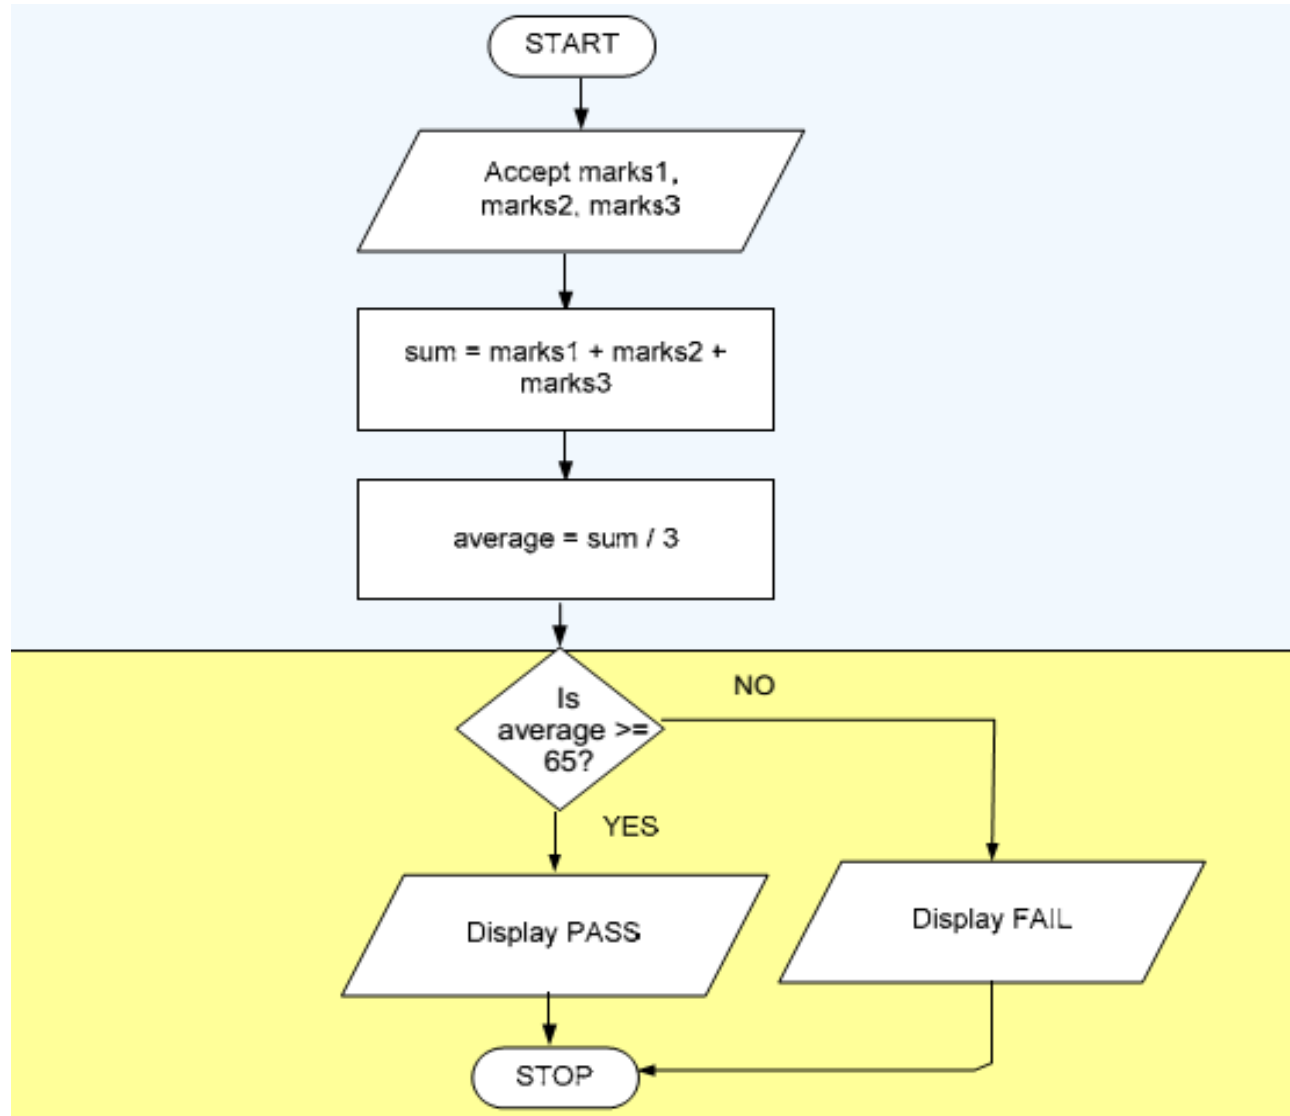 START
Accept marks1,
marks2, marks3
sum = marks1 + marks2 +
marks3
average = sum / 3
Is
average >=
65?
NO
YES
Display PASS
Display FAIL
STOP